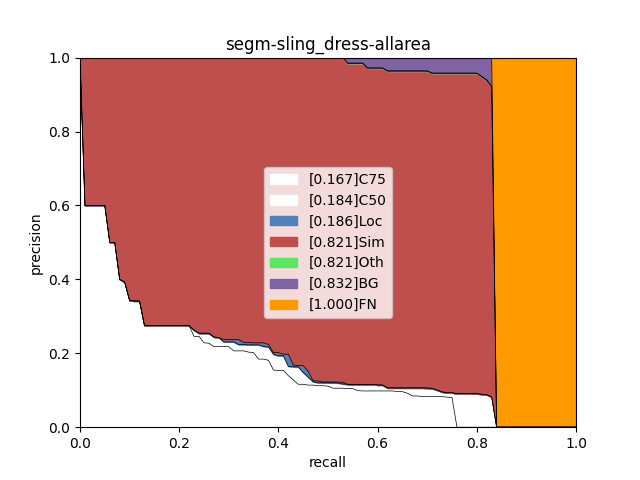 segm-sling_dress-allarea
1.0
0.8
0.6
0.4
0.2
0.0
precision
[0.167]C75
[0.184]C50
[0.186]Loc
[0.821]Sim
[0.821]Oth
[0.832]BG
[1.000]FN
0.0 0.2 0.4 0.6 0.8 1.0
recall